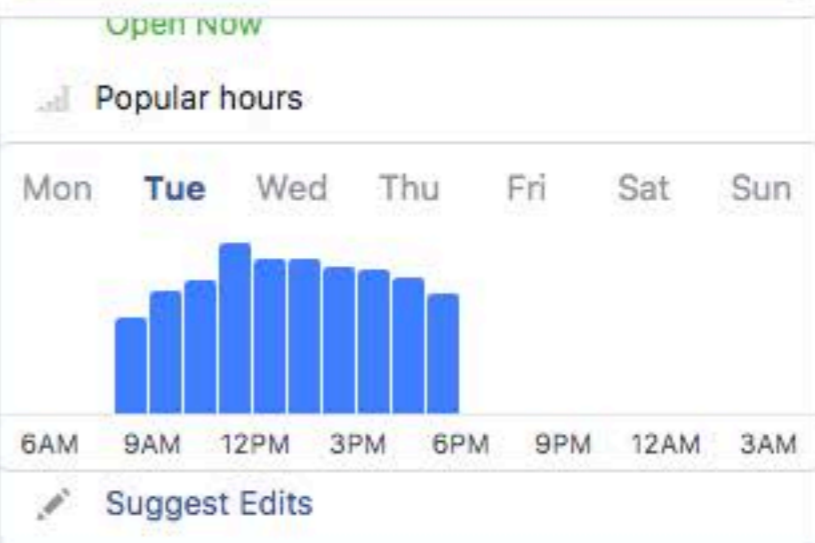 Open Now
Popular hours
Mon Tue Wed Thu Fri Sat Sun
6AM 9AM 12PM 3PM 6PM 9PM 12AM 3AM
Suggest Edits